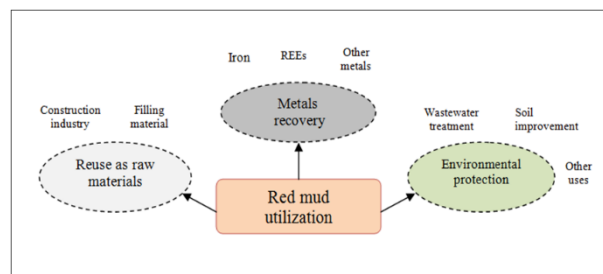 Iron
REEs
Other
metals
Metals
recovery
Construction
industry
Filling
material
Reuse as raw
materials
Wastewater
treatment
Soil
improvement
Environmental
protection
Other
uses
Red mud
utilization